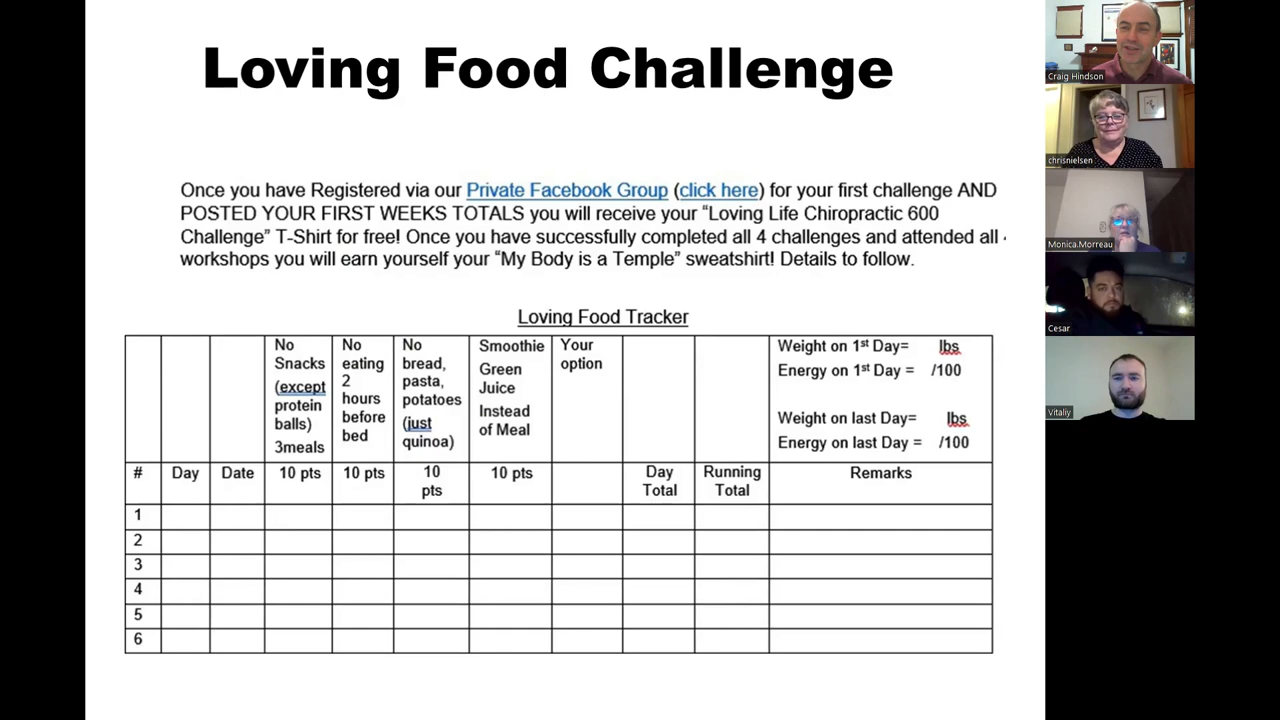 Loving Food Challenge
Once you have Registered via our Private Facebook Group (click here) for your first challenge AND
POSTED YOUR FIRST WEEKS TOTALS you will receive your “Loving Life Chiropractic 600
Challenge” T-Shirt for free! Once you have successfully completed all 4 challenges and attended all
workshops you will earn yourself your “My Body is a Temple” sweatshirt! Details to follow.
Loving Food Tracker
No
Snacks
(except
protein
balls)
3meals
No
eating
2
hours
before
bed
No
bread,
pasta,
potatoes
(just
quinoa)
Smoothie
Green
Juice
Instead
of Meal
Your
option
Weight on 1st Day= lbs
Energy on 1st Day = /100
Weight on last Day= lbs
Energy on last Day = /100
# Day Date 10 pts 10 pts 10 pts 10 pts Day Total Running Total Remarks
1
2
3
4
5
6
Craig Hindson
chrisnielsen
Monica.Morreau
Cesar
Vitaliy